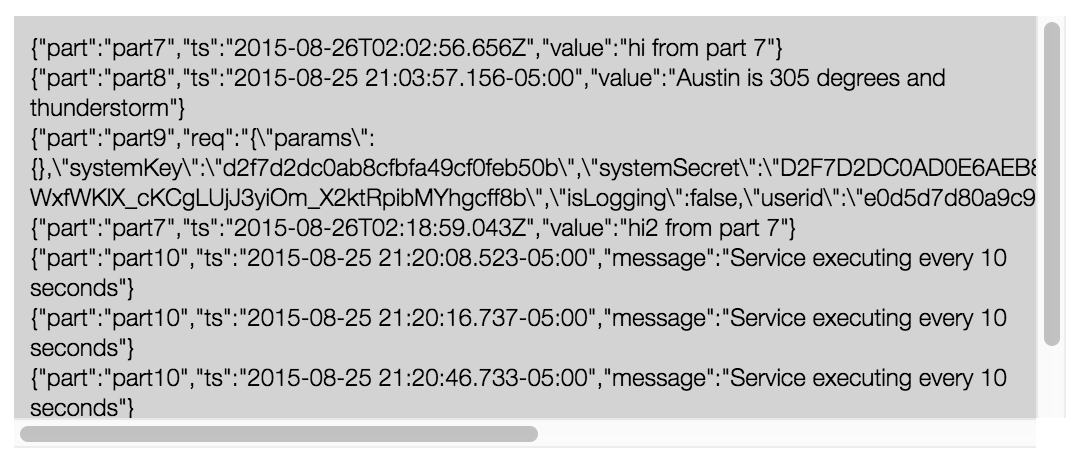 {"part":"part7","ts":"2015-08-26T02:02:56.656Z","value":"hi from part 7"}
{"part":"part8","ts":"2015-08-25 21:03:57.156-05:00","value":"Austin is 305 degrees and
thunderstorm"}
{"part":"part9","req":"{\"params\":
{},\"systemKey\":\"d2f7d2dc0ab8cfbfa49cf0feb50b\",\"systemSecret\":\"D2F7D2DC0AD0E6AEB8
WxfWKlX_cKCgLUjJ3yiOm_X2ktRpibMYhgcff8b\",\"isLogging\":false,\"userid\":\"e0d5d7d80a9c9
{"part":"part7","ts":"2015-08-26T02:18:59.043Z","value":"hi2 from part 7"}
{"part":"part10","ts":"2015-08-25 21:20:08.523-05:00","message":"Service executing every 10
seconds"}
{"part":"part10","ts":"2015-08-25 21:20:16.737-05:00","message":"Service executing every 10
seconds"}
{"part":"part10","ts":"2015-08-25 21:20:46.733-05:00","message":"Service executing every 10
seconds"}